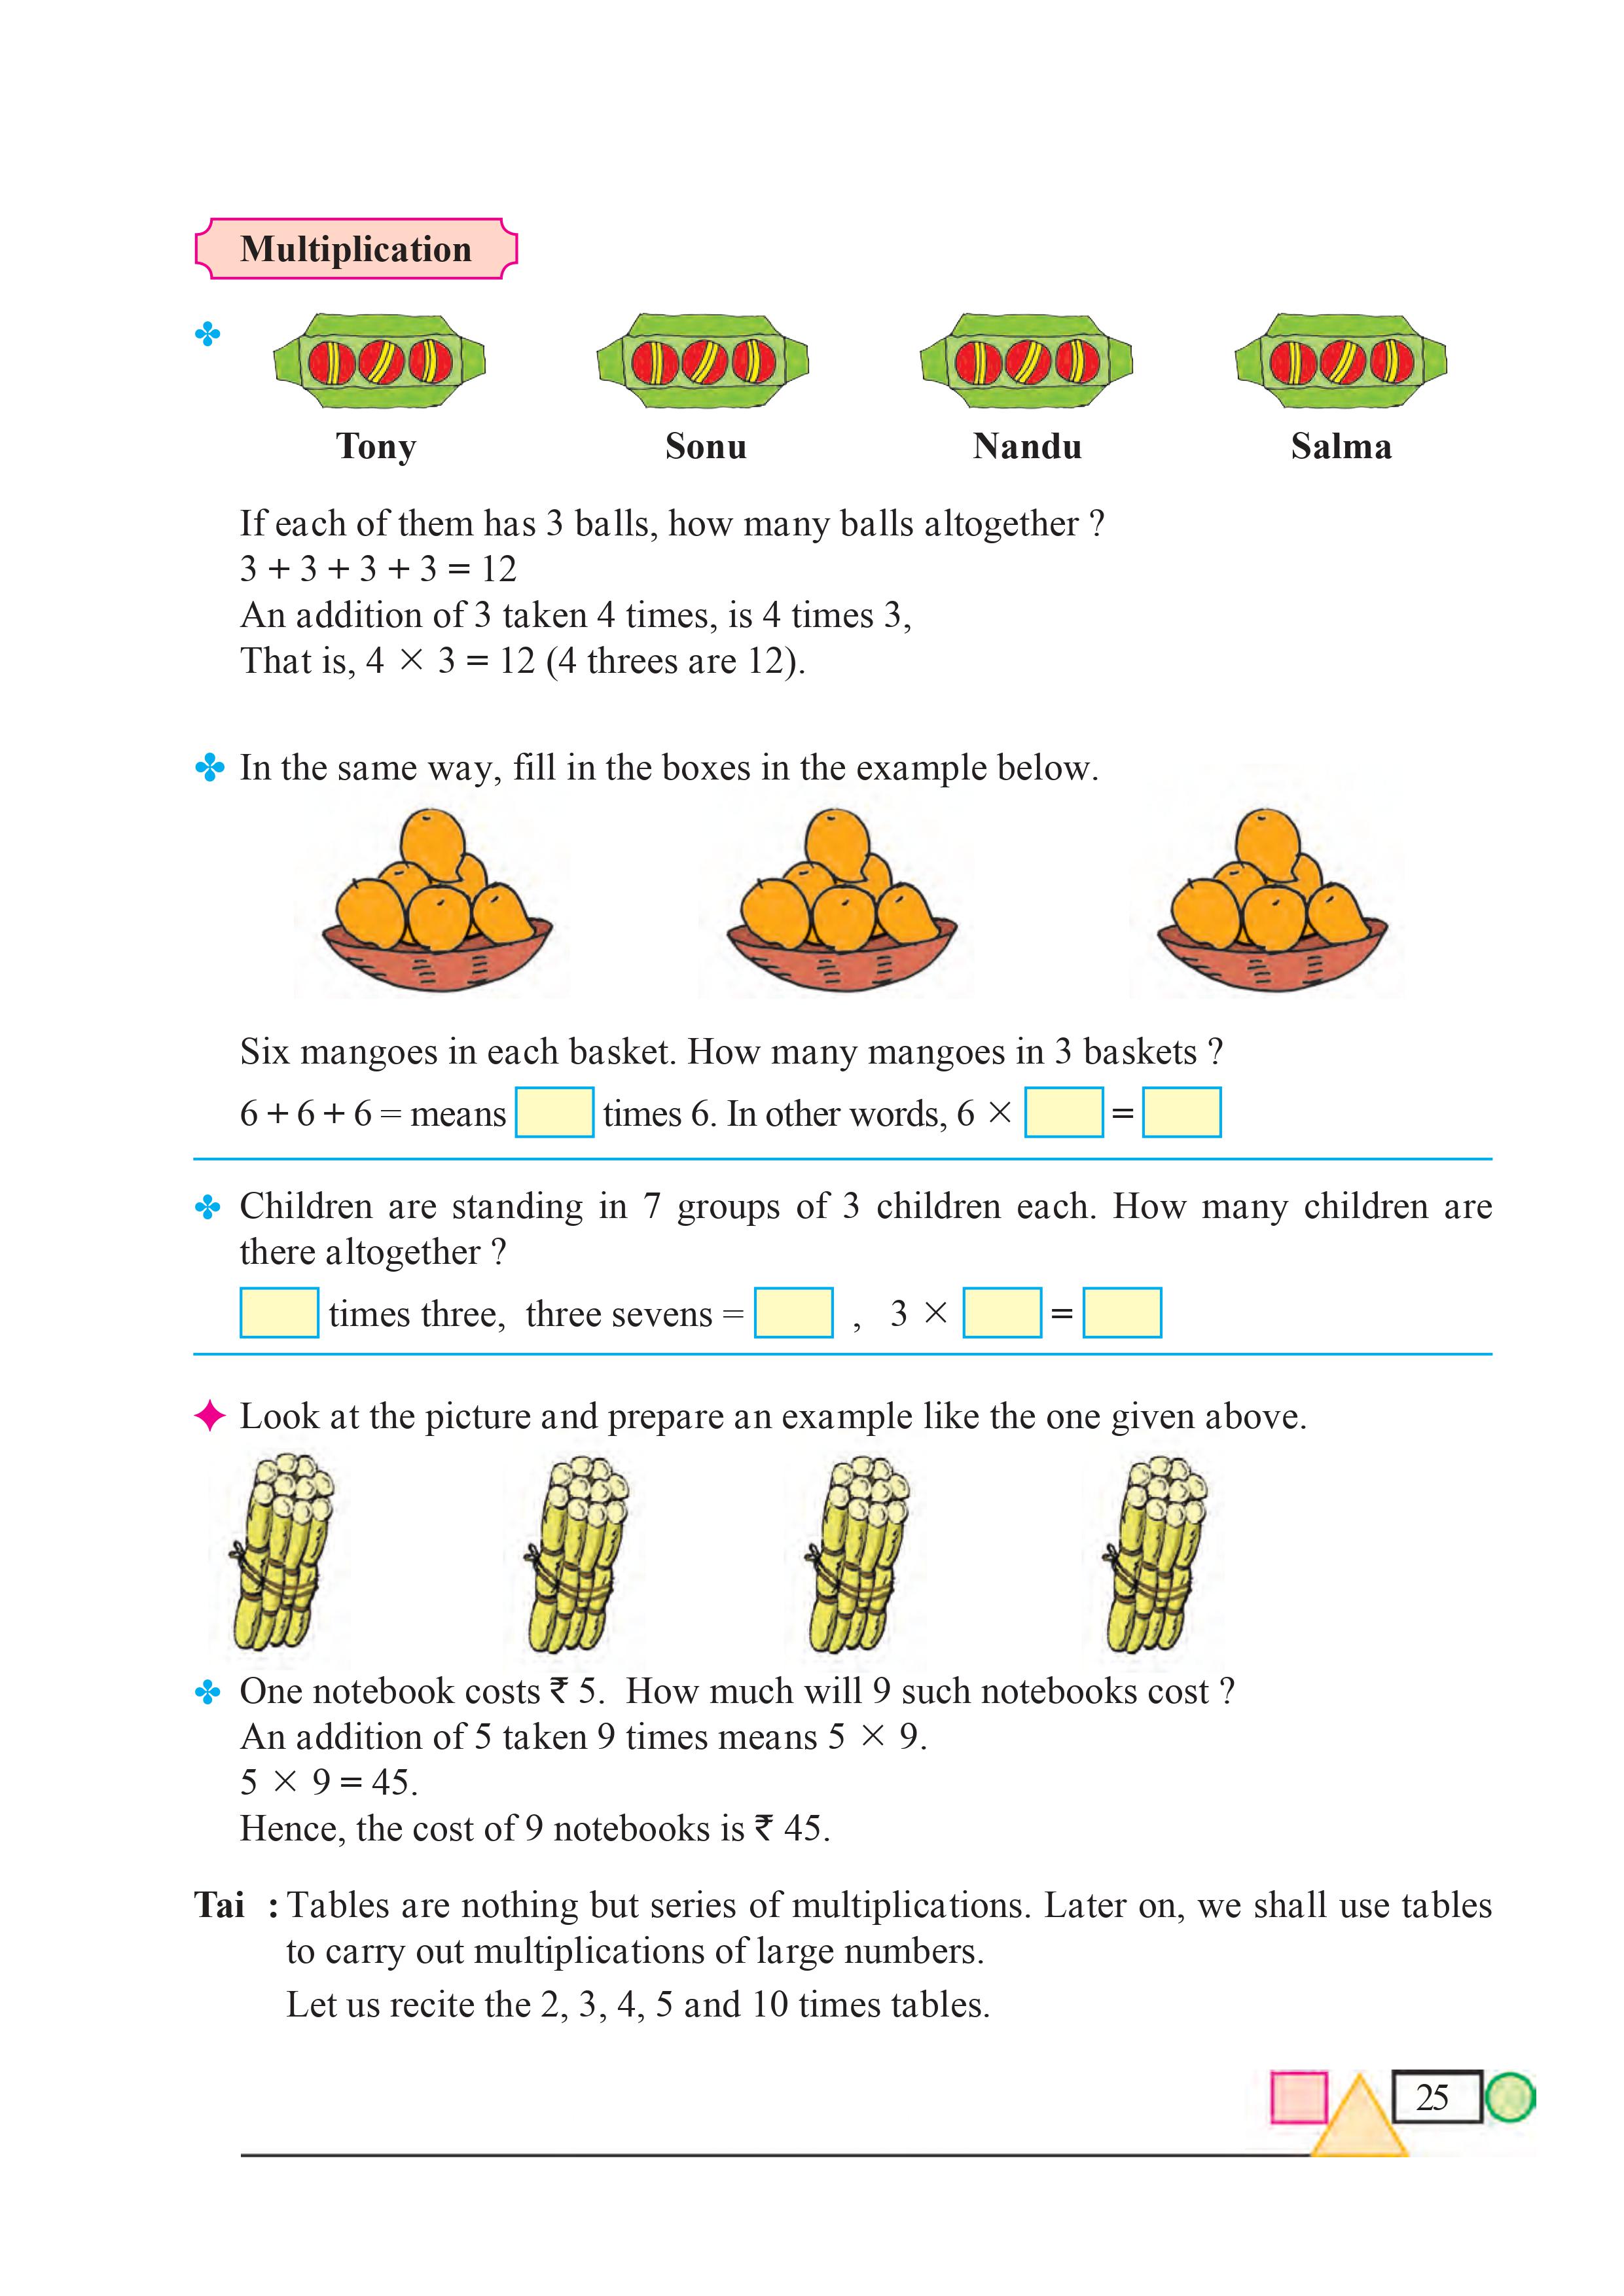 Multiplication
Tony Sonu Nandu Salma
If each of them has 3 balls, how many balls altogether ?
3 + 3 + 3 + 3 = 12
An addition of 3 taken 4 times, is 4 times 3,
That is, 4 × 3 = 12 (4 threes are 12).
In the same way, fill in the boxes in the example below.
Six mangoes in each basket. How many mangoes in 3 baskets ?
6 + 6 + 6 = means times 6. In other words, 6 × =
Children are standing in 7 groups of 3 children each. How many children are
there altogether ?
times three, three sevens = , 3 × =
Look at the picture and prepare an example like the one given above.
One notebook costs ₹ 5. How much will 9 such notebooks cost ?
An addition of 5 taken 9 times means 5 × 9.
5 × 9 = 45.
Hence, the cost of 9 notebooks is ₹ 45.
Tai : Tables are nothing but series of multiplications. Later on, we shall use tables
to carry out multiplications of large numbers.
Let us recite the 2, 3, 4, 5 and 10 times tables.
25